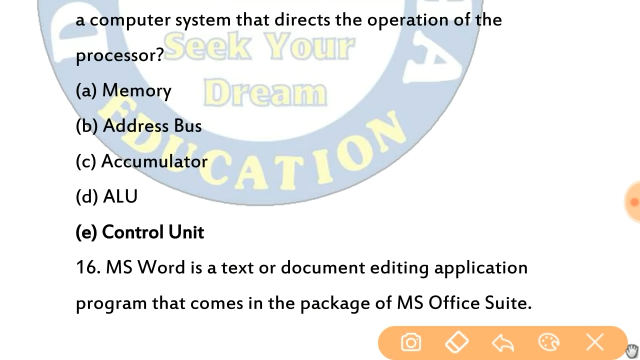 a computer system that directs the operation of the
processor?
(a) Memory
(b) Address Bus
(c) Accumulator
(d) ALU
(e) Control Unit
16. MS Word is a text or document editing application
program that comes in the package of MS Office Suite.
Seek Your
Dream
EDUCATION